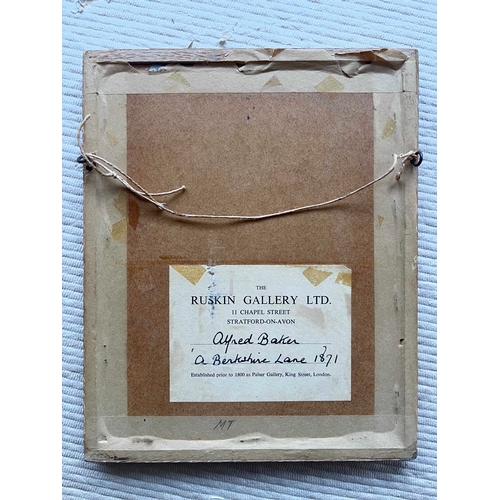 THE
RUSKIN GALLERY LTD.
11 CHAPEL STREET
STRATFORD-ON-AVON
Alfred Baker
'A Berkshire Lane' 1871
Established prior to 1800 as Palser Gallery, King Street, London.
MT